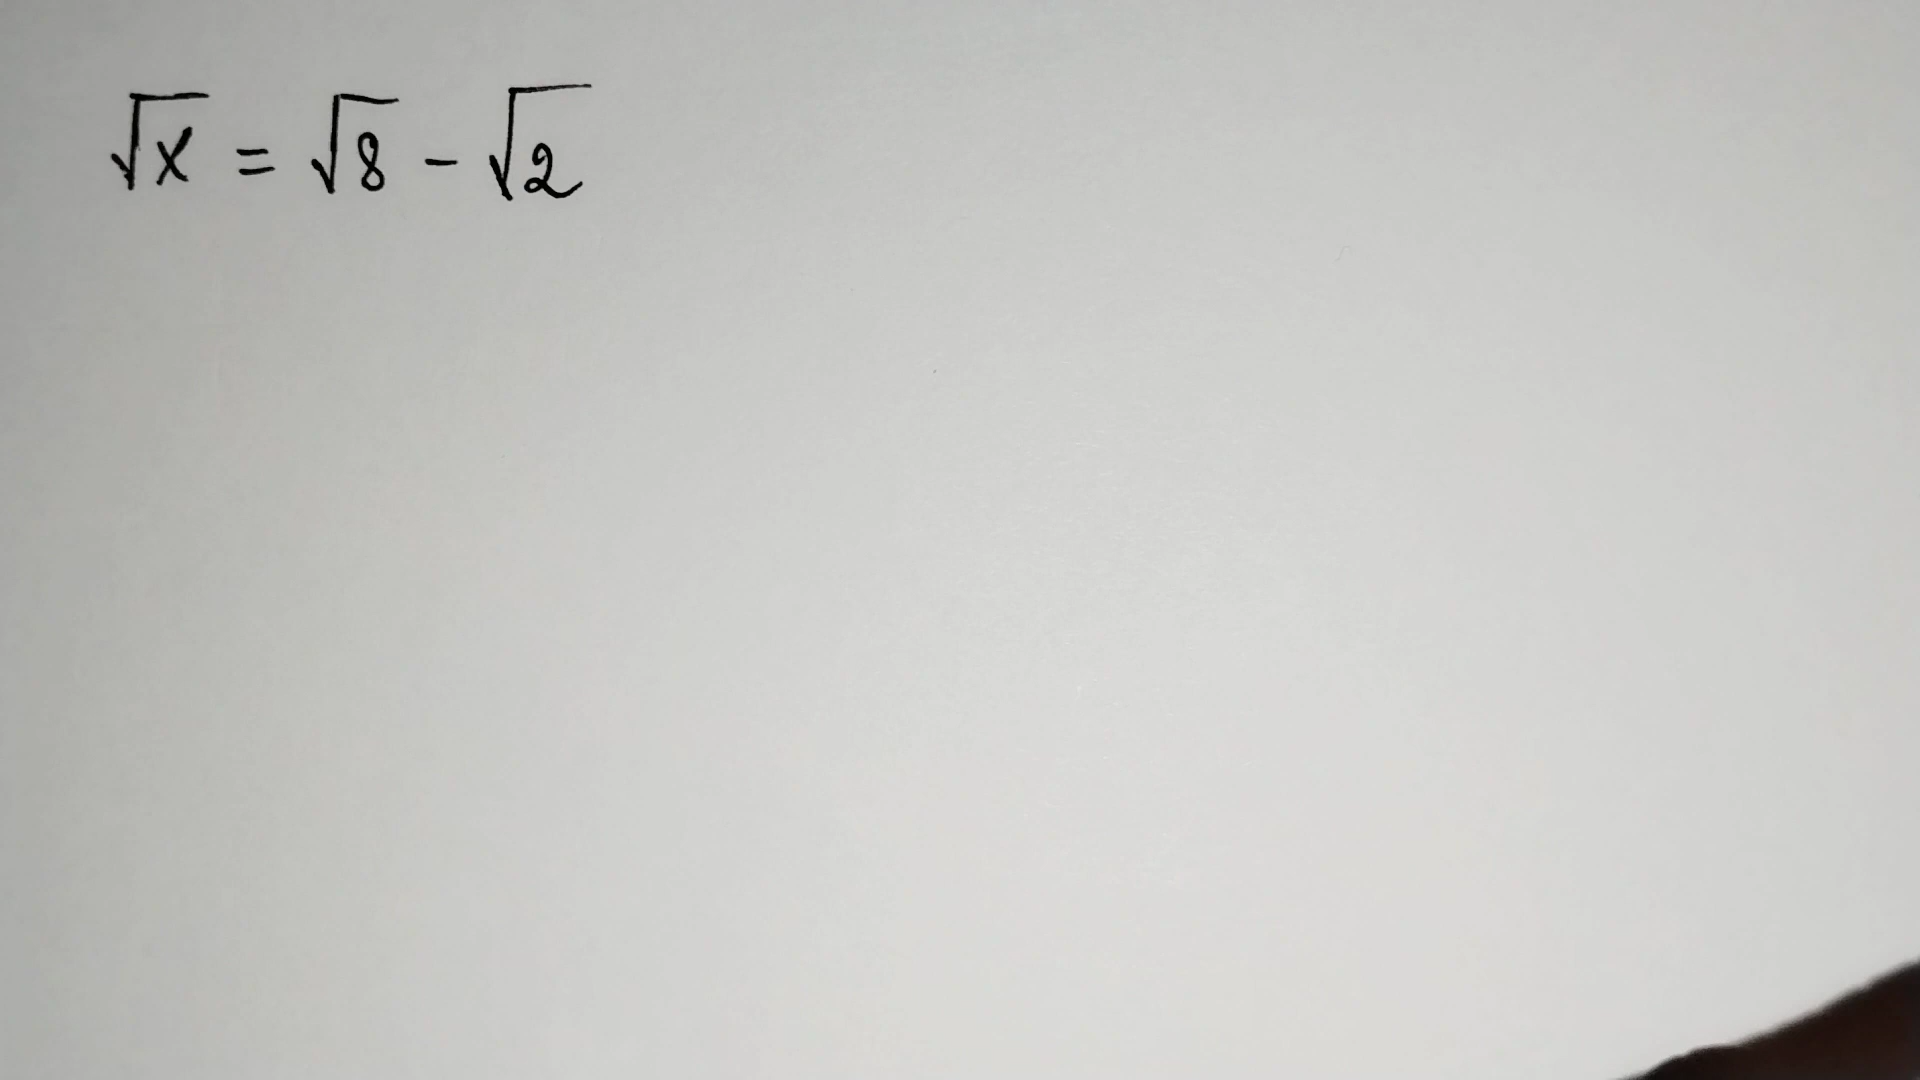 √x = √8 - √2